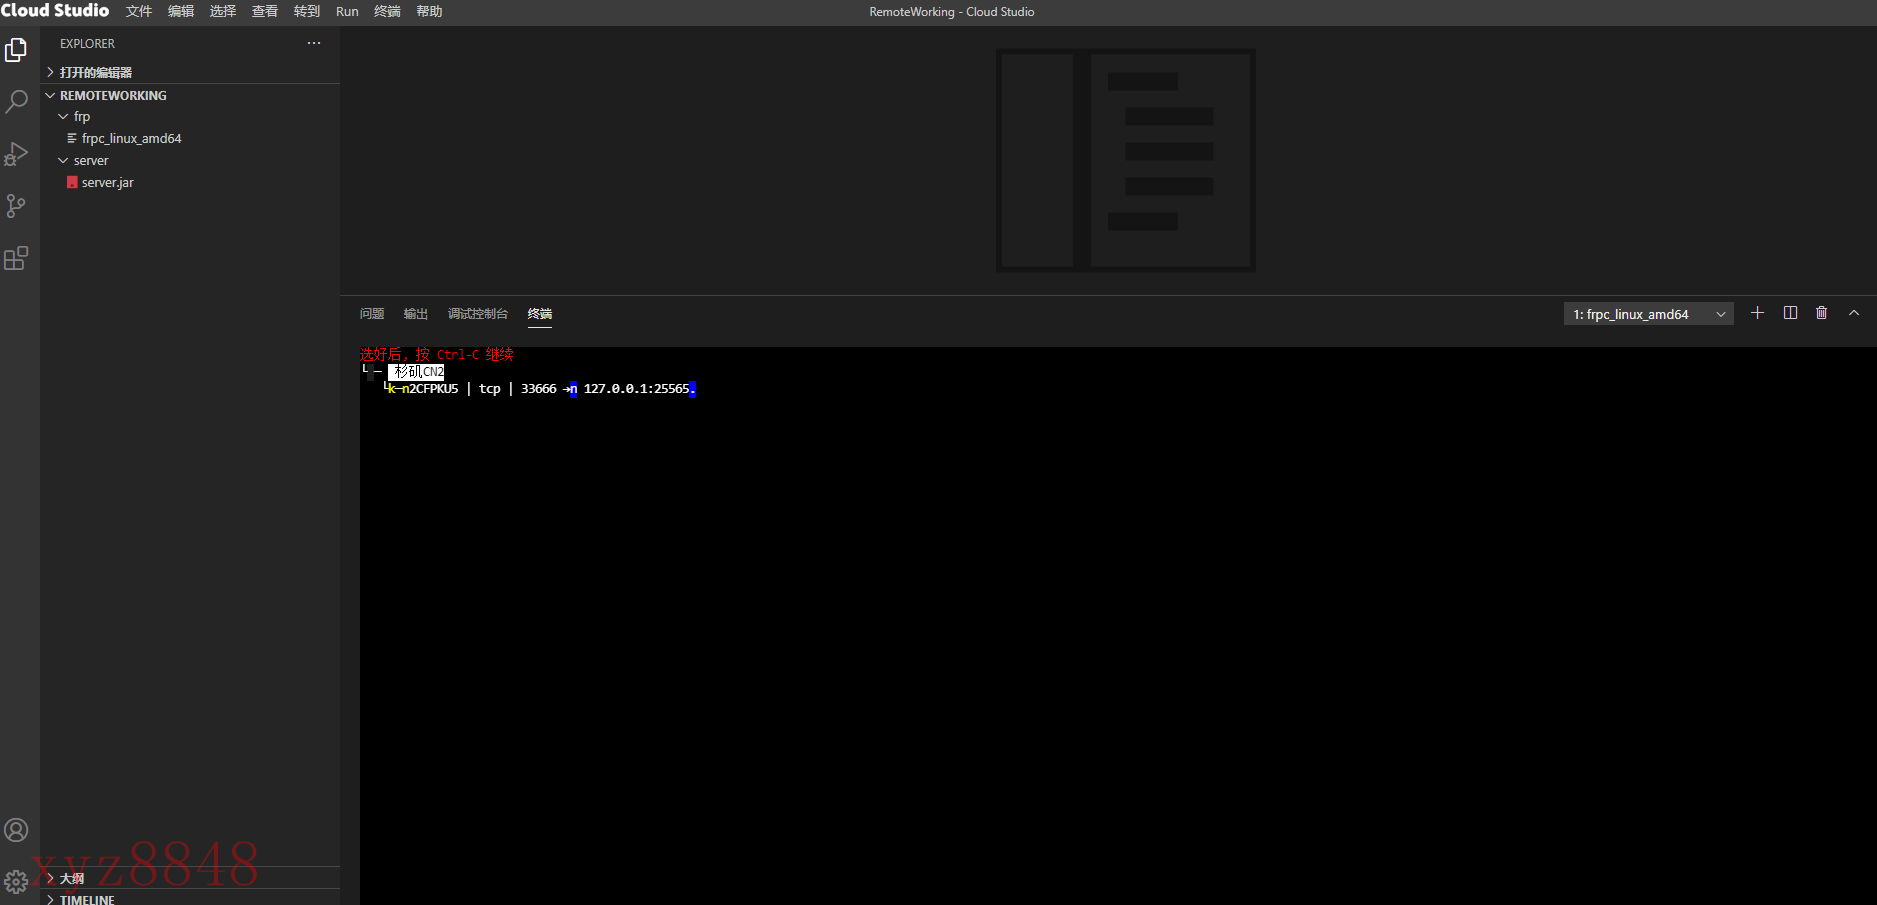 Cloud Studio 文件 编辑 选择 查看 转到 Run 终端 帮助 RemoteWorking - Cloud Studio
EXPLORER
打开的编辑器
REMOTEWORKING
frp
frpc_linux_amd64
server
server.jar
问题 输出 调试控制台 终端 1: frpc_linux_amd64
选好后, 按 Ctrl-C 继续
杉矶CN2
k─n2CFPKU5 | tcp | 33666 →n 127.0.0.1:25565.
xyz8848
大纲
TIMELINE